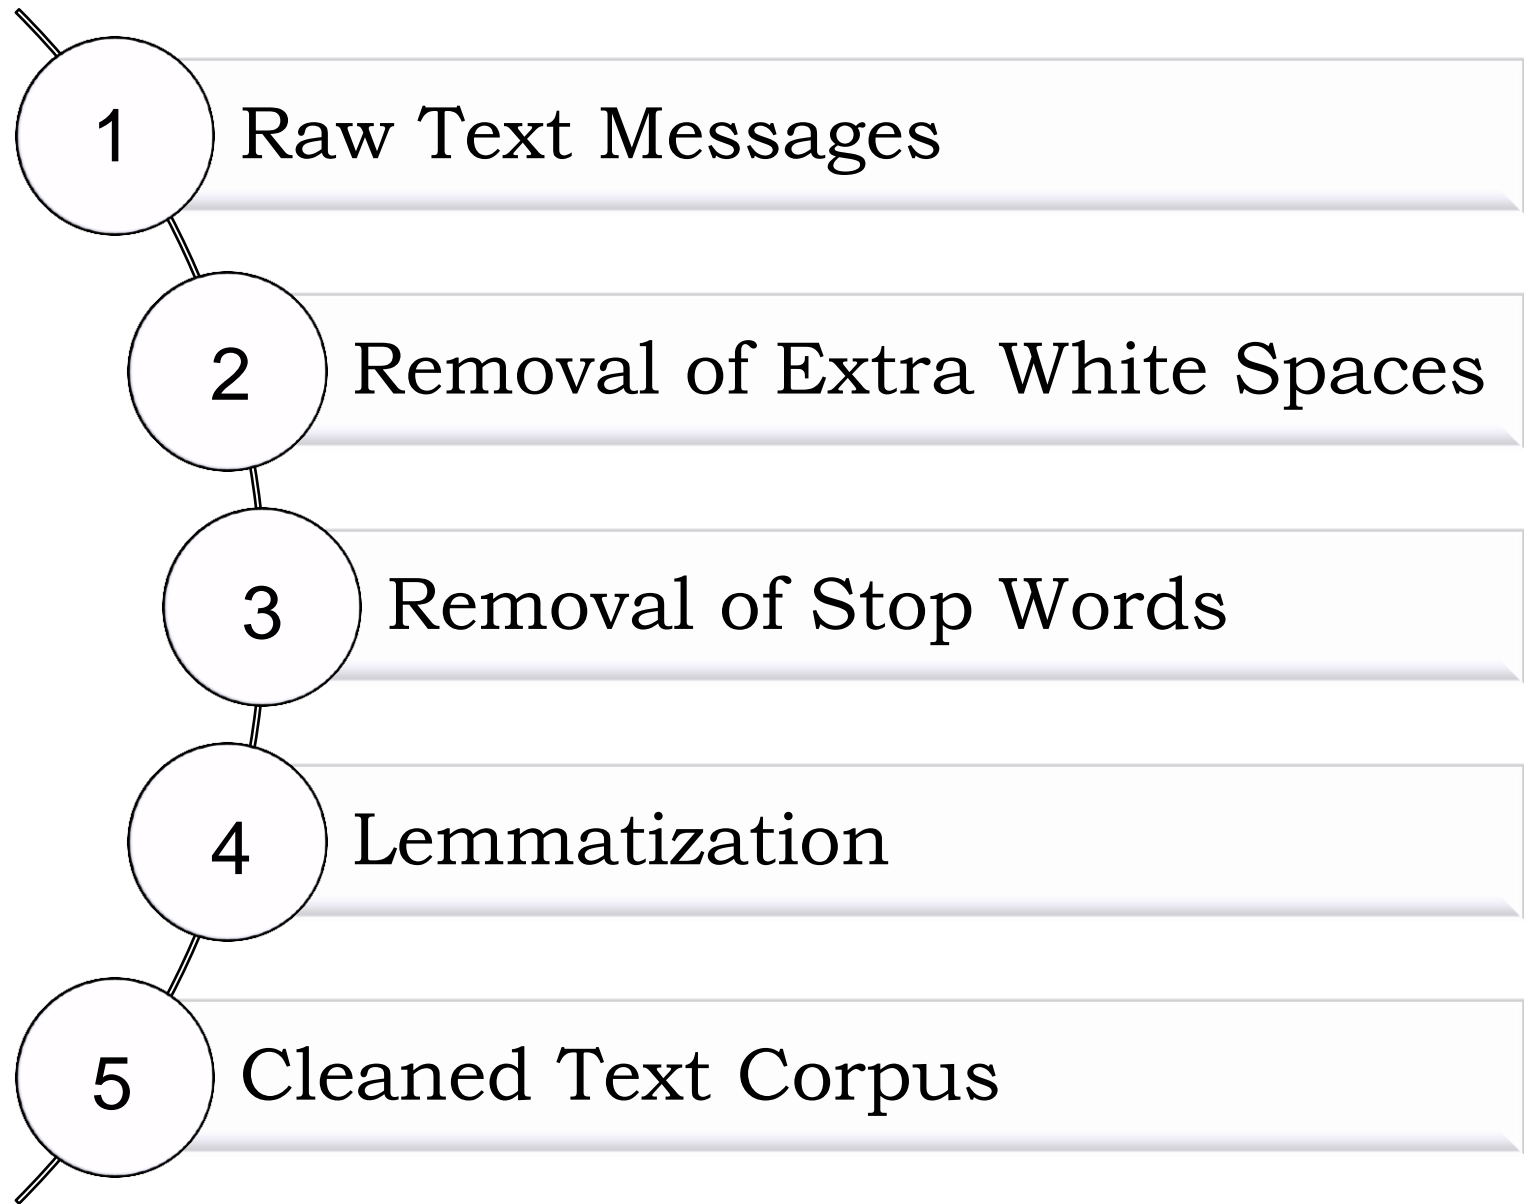 1 Raw Text Messages
2 Removal of Extra White Spaces
3 Removal of Stop Words
4 Lemmatization
5 Cleaned Text Corpus